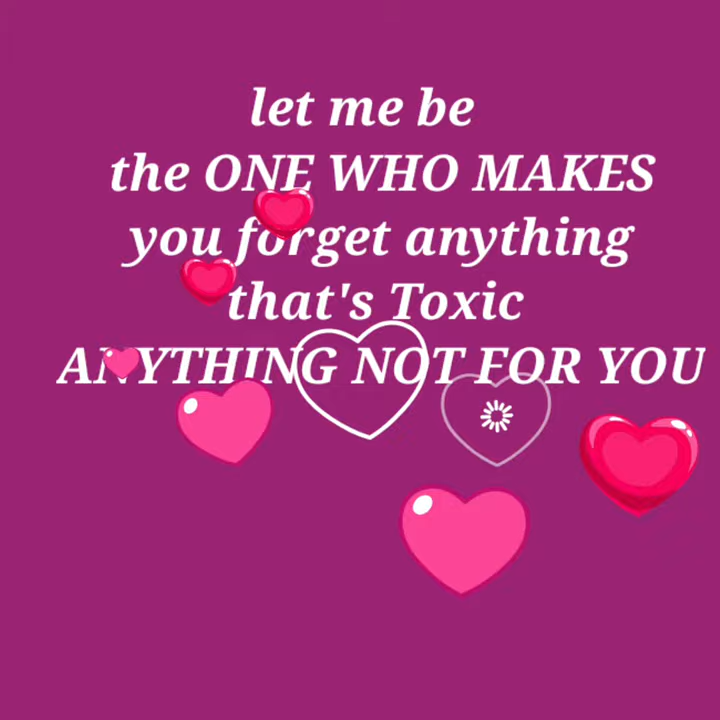 let me be
the ONE WHO MAKES
you forget anything
that's Toxic
ANYTHING NOT FOR YOU